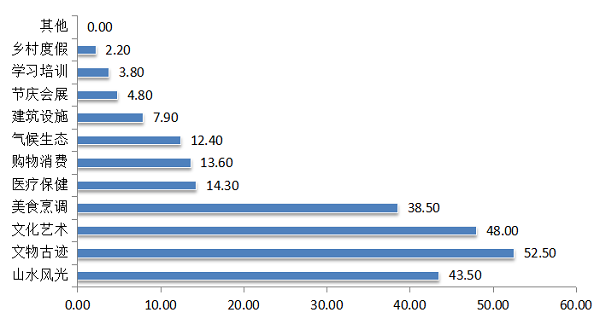 其他 0.00
乡村度假 2.20
学习培训 3.80
节庆会展 4.80
建筑设施 7.90
气候生态 12.40
购物消费 13.60
医疗保健 14.30
美食烹调 38.50
文化艺术 48.00
文物古迹 52.50
山水风光 43.50
0.00 10.00 20.00 30.00 40.00 50.00 60.00